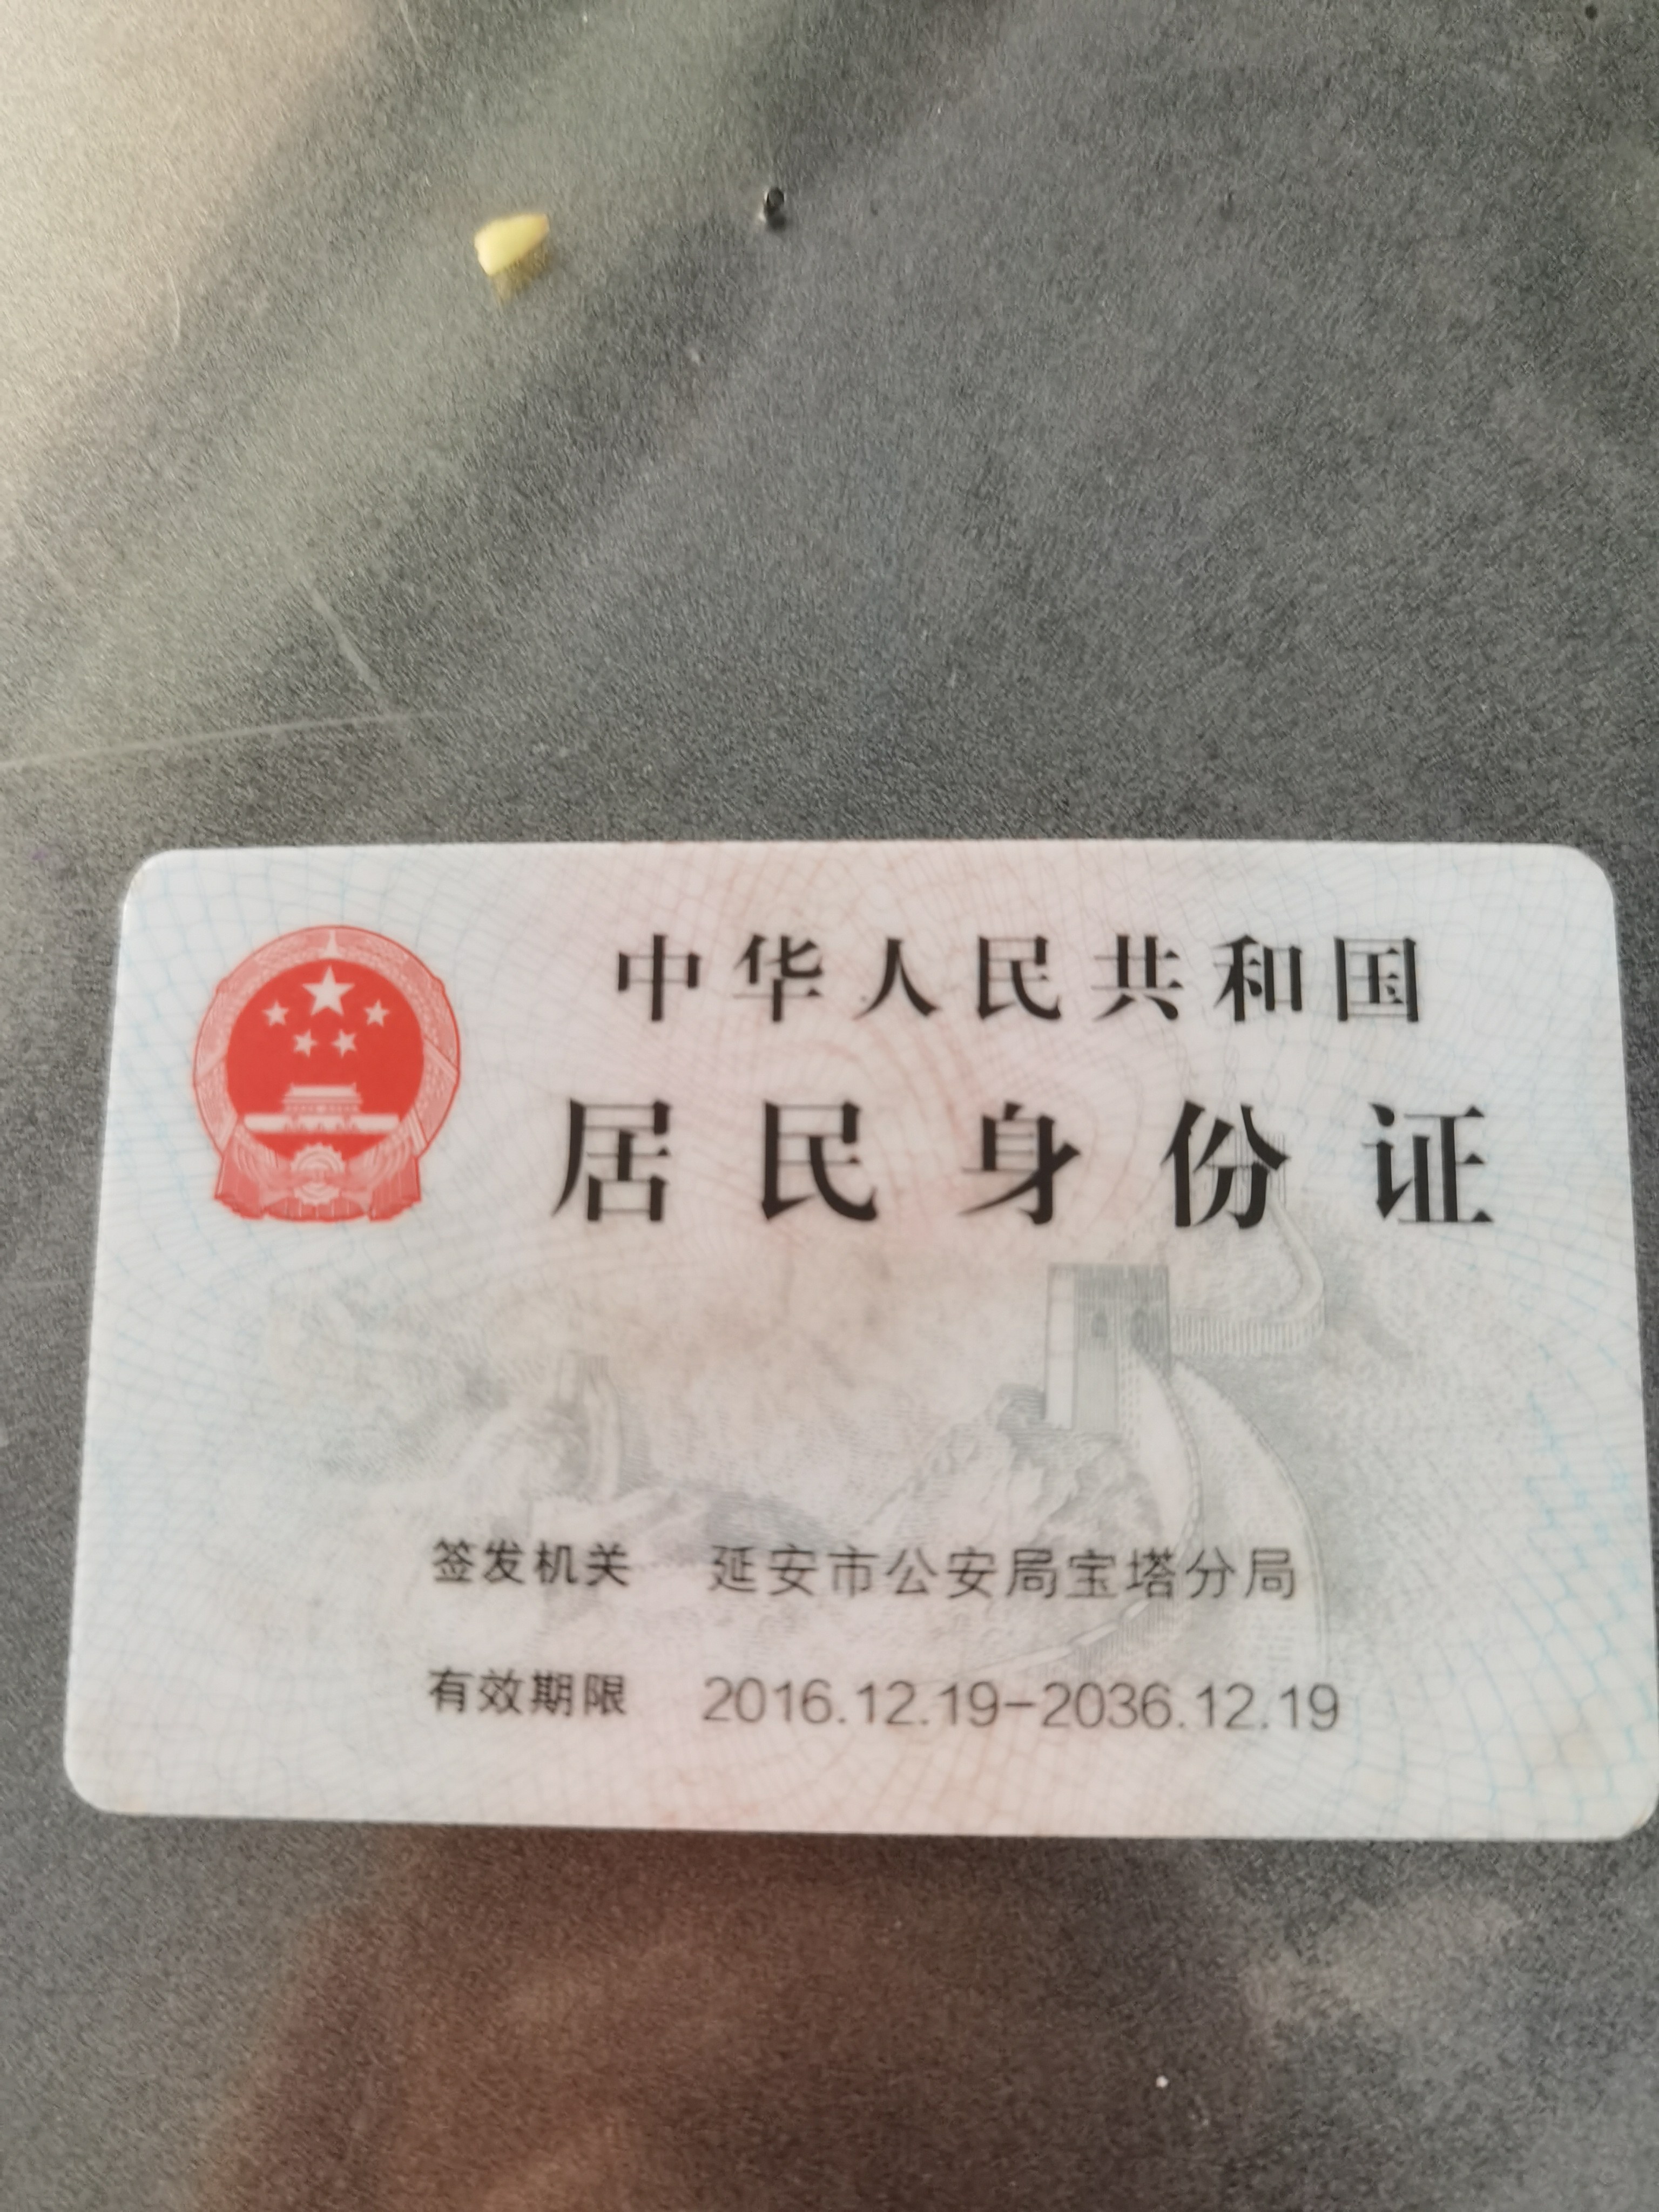 中华人民共和国
居民身份证
签发机关 延安市公安局宝塔分局
有效期限 2016.12.19-2036.12.19